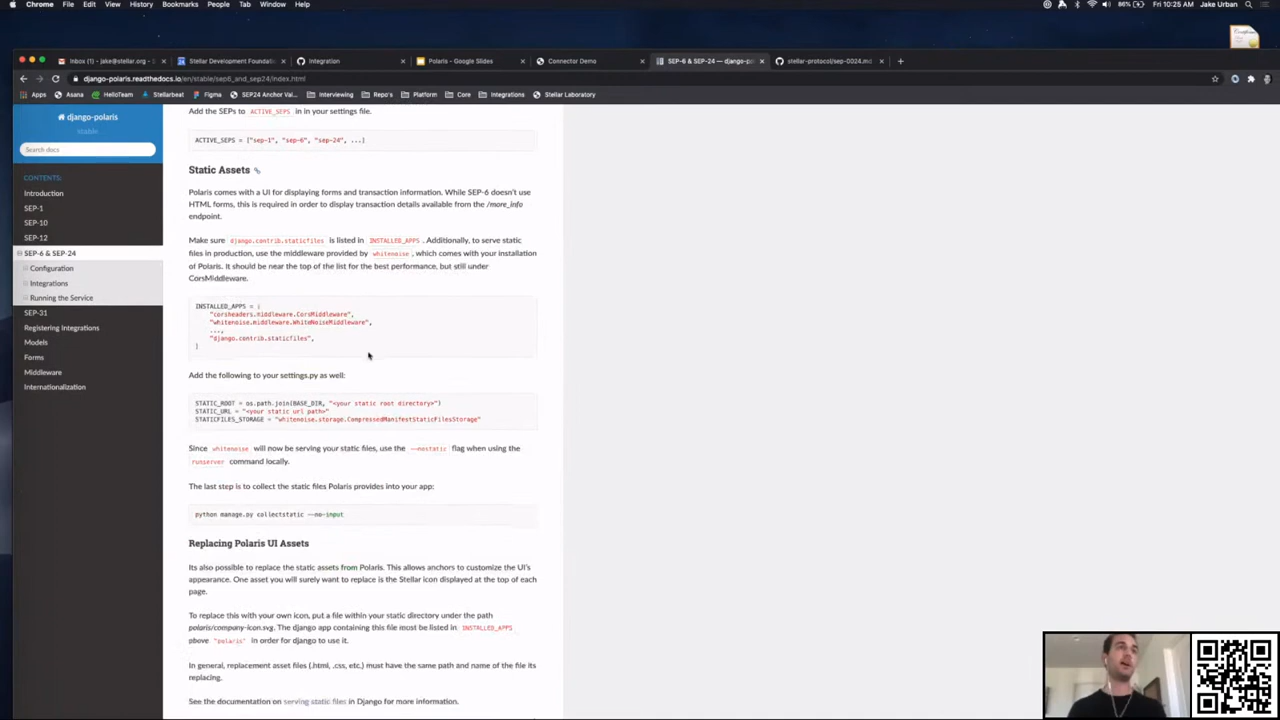 Chrome File Edit View History Bookmarks People Tab Window Help 86% Fri 10:25 AM Jake Urban
Inbox (1) - jake@stellar.org - Stellar Development Foundati Integration Polaris - Google Slides Connector Demo SEP-6 & SEP-24 — django-pol stellar-protocol/sep-0024.md
django-polaris.readthedocs.io/en/stable/sep6_and_sep24/index.html
Apps Asana HelloTeam Stellarbeat Figma SEP24 Anchor Val... Interviewing Repo's Platform Core Integrations Stellar Laboratory
django-polaris
stable
Search docs
CONTENTS:
Introduction
SEP-1
SEP-10
SEP-12
SEP-6 & SEP-24
Configuration
Integrations
Running the Service
SEP-31
Registering Integrations
Models
Forms
Middleware
Internationalization
Add the SEPs to ACTIVE_SEPS in in your settings file.
ACTIVE_SEPS = ["sep-1", "sep-6", "sep-24", ...]
Static Assets
Polaris comes with a UI for displaying forms and transaction information. While SEP-6 doesn't use
HTML forms, this is required in order to display transaction details available from the /more_info
endpoint.
Make sure django.contrib.staticfiles is listed in INSTALLED_APPS. Additionally, to serve static
files in production, use the middleware provided by whitenoise, which comes with your installation
of Polaris. It should be near the top of the list for the best performance, but still under
CorsMiddleware.
INSTALLED_APPS = [
"corsheaders.middleware.CorsMiddleware",
"whitenoise.middleware.WhiteNoiseMiddleware",
...,
"django.contrib.staticfiles",
]
Add the following to your settings.py as well:
STATIC_ROOT = os.path.join(BASE_DIR, "<your static root directory>")
STATIC_URL = "<your static url path>"
STATICFILES_STORAGE = "whitenoise.storage.CompressedManifestStaticFilesStorage"
Since whitenoise will now be serving your static files, use the --nostatic flag when using the
runserver command locally.
The last step is to collect the static files Polaris provides into your app:
python manage.py collectstatic --no-input
Replacing Polaris UI Assets
Its also possible to replace the static assets from Polaris. This allows anchors to customize the UI's
appearance. One asset you will surely want to replace is the Stellar icon displayed at the top of each
page.
To replace this with your own icon, put a file within your static directory under the path
polaris/company-icon.svg. The django app containing this file must be listed in INSTALLED_APPS
above "polaris" in order for django to use it.
In general, replacement asset files (.html, .css, etc.) must have the same path and name of the file its
replacing.
See the documentation on serving static files in Django for more information.